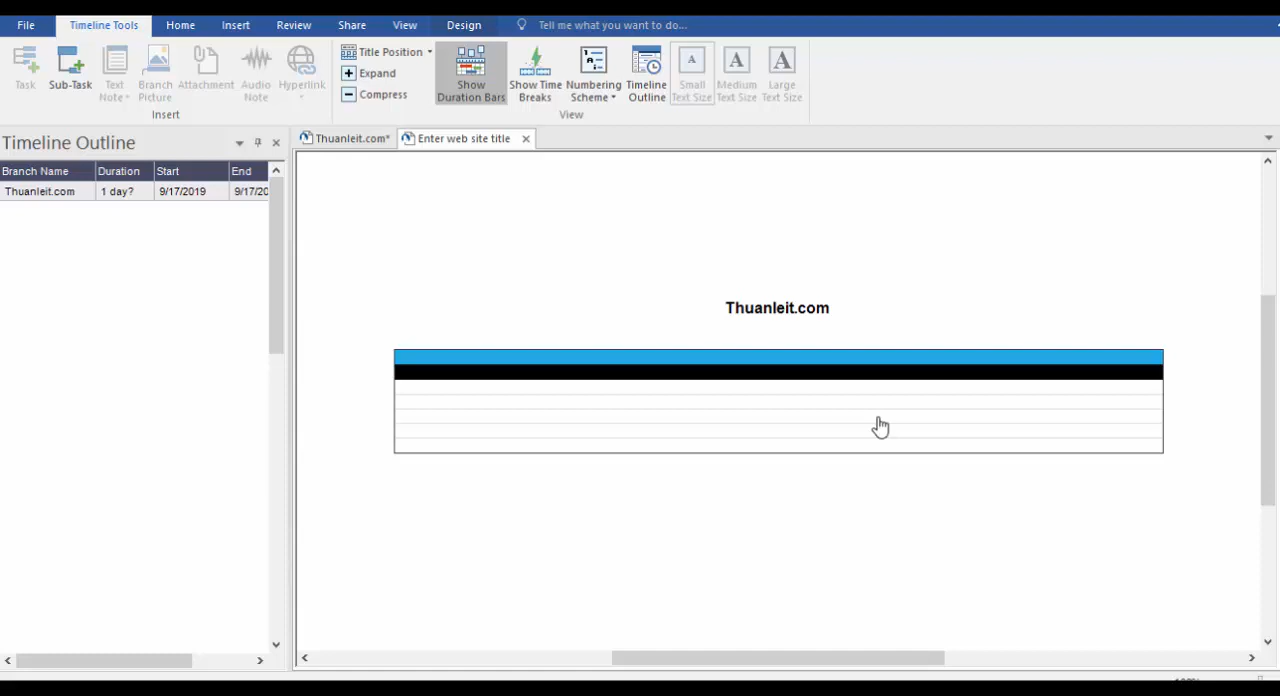 File Timeline Tools Home Insert Review Share View Design Tell me what you want to do...
Task Sub-Task Text Note Branch Picture Attachment Audio Note Hyperlink
Insert
Title Position
Expand
Compress
Show Duration Bars Show Time Breaks Numbering Scheme Timeline Outline Small Text Size Medium Text Size Large Text Size
View
Timeline Outline
Thuanleit.com* Enter web site title
Branch Name Duration Start End
Thuanleit.com 1 day? 9/17/2019 9/17/20
Thuanleit.com